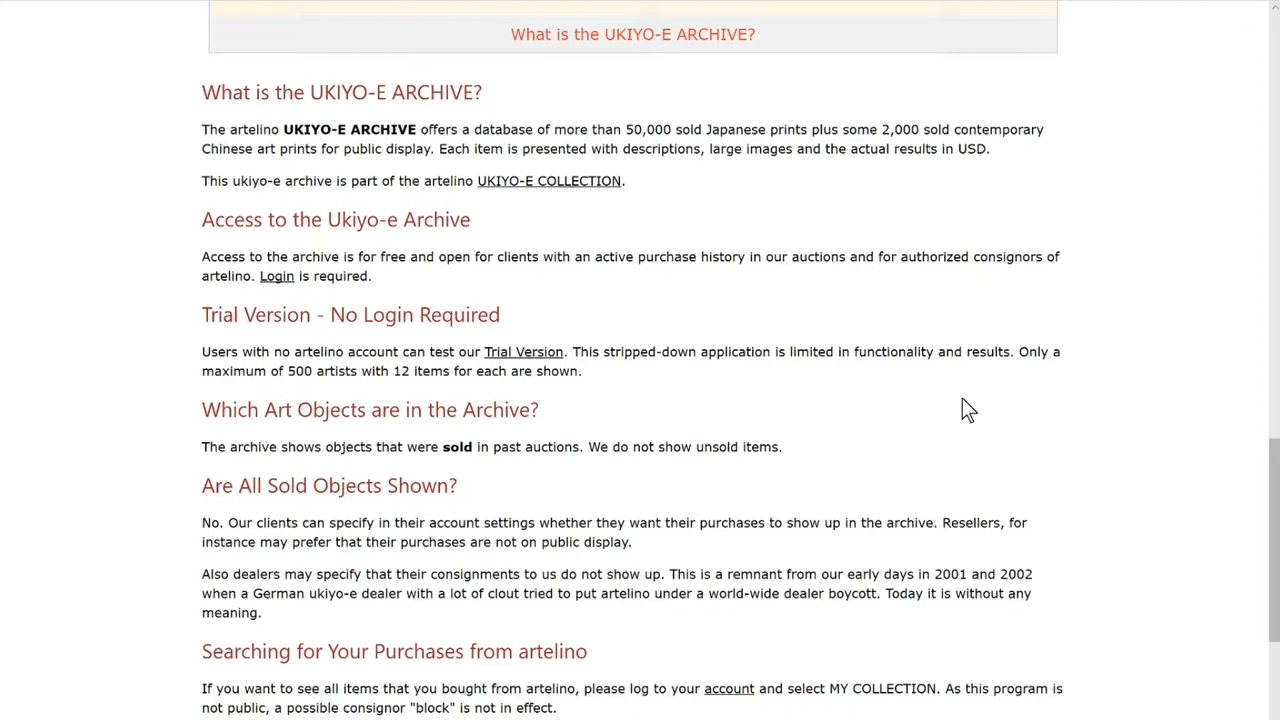 What is the UKIYO-E ARCHIVE?
What is the UKIYO-E ARCHIVE?
The artelino UKIYO-E ARCHIVE offers a database of more than 50,000 sold Japanese prints plus some 2,000 sold contemporary
Chinese art prints for public display. Each item is presented with descriptions, large images and the actual results in USD.
This ukiyo-e archive is part of the artelino UKIYO-E COLLECTION.
Access to the Ukiyo-e Archive
Access to the archive is for free and open for clients with an active purchase history in our auctions and for authorized consignors of
artelino. Login is required.
Trial Version - No Login Required
Users with no artelino account can test our Trial Version. This stripped-down application is limited in functionality and results. Only a
maximum of 500 artists with 12 items for each are shown.
Which Art Objects are in the Archive?
The archive shows objects that were sold in past auctions. We do not show unsold items.
Are All Sold Objects Shown?
No. Our clients can specify in their account settings whether they want their purchases to show up in the archive. Resellers, for
instance may prefer that their purchases are not on public display.
Also dealers may specify that their consignments to us do not show up. This is a remnant from our early days in 2001 and 2002
when a German ukiyo-e dealer with a lot of clout tried to put artelino under a world-wide dealer boycott. Today it is without any
meaning.
Searching for Your Purchases from artelino
If you want to see all items that you bought from artelino, please log to your account and select MY COLLECTION. As this program is
not public, a possible consignor "block" is not in effect.